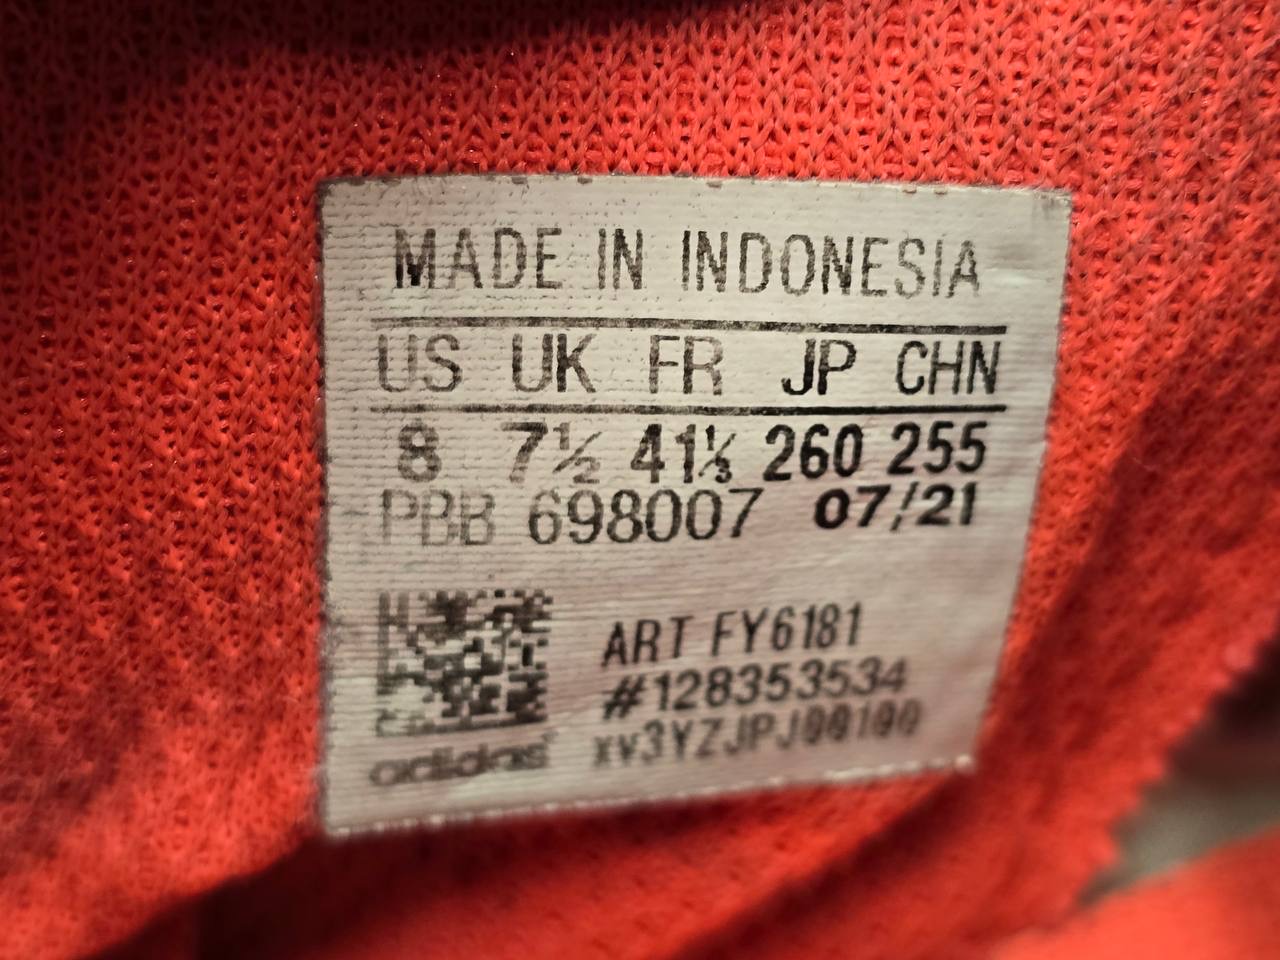 MADE IN INDONESIA
US UK FR JP CHN
8 7½ 41⅓ 260 255
PBB 698007 07/21
ART FY6181
#128353534
xv3YZJPJ00100
adidas